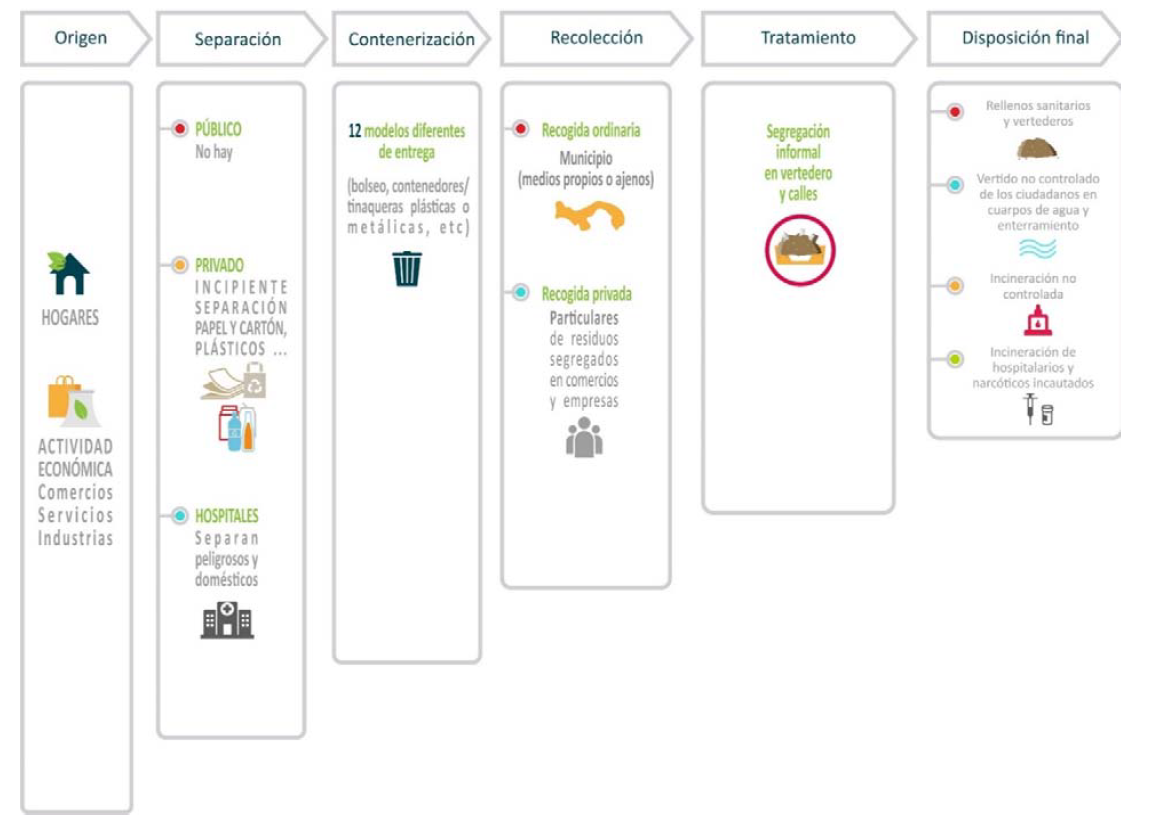 Origen
Separación
Contenerización
Recolección
Tratamiento
Disposición final
HOGARES
ACTIVIDAD
ECONÓMICA
Comercios
Servicios
Industrias
PÚBLICO
No hay
PRIVADO
INCIPIENTE
SEPARACIÓN
PAPEL Y CARTÓN,
PLÁSTICOS ...
HOSPITALES
Separan
peligrosos y
domésticos
12 modelos diferentes
de entrega
(bolseo, contenedores/
tinaqueras plásticas o
metálicas, etc)
Recogida ordinaria
Municipio
(medios propios o ajenos)
Recogida privada
Particulares
de residuos
segregados
en comercios
y empresas
Segregación
informal
en vertedero
y calles
Rellenos sanitarios
y vertederos
Vertido no controlado
de los ciudadanos en
cuarpos de agua y
enterramiento
Incineración no
controlada
Incineración de
hospitalarios y
narcóticos incautados